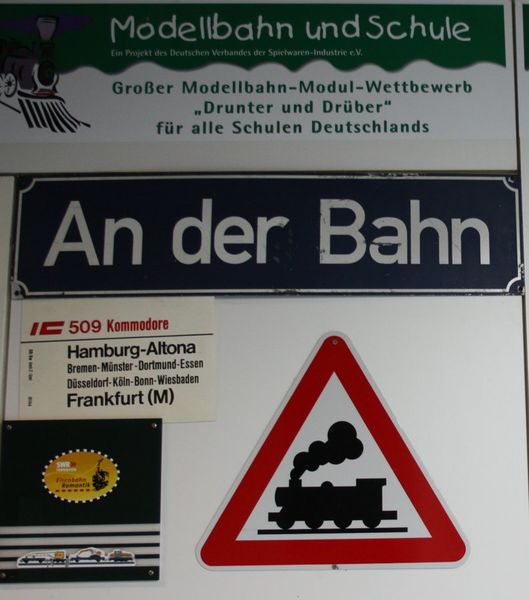 Modellbahn und Schule
Ein Projekt des Deutschen Verbandes der Spielwaren-Industrie e.V.
Großer Modellbahn-Modul-Wettbewerb
„Drunter und Drüber“
für alle Schulen Deutschlands
An der Bahn
IC 509 Kommodore
Hamburg-Altona
Bremen-Münster-Dortmund-Essen
Düsseldorf-Köln-Bonn-Wiesbaden
Frankfurt (M)
SWR
Eisenbahn
Romantik